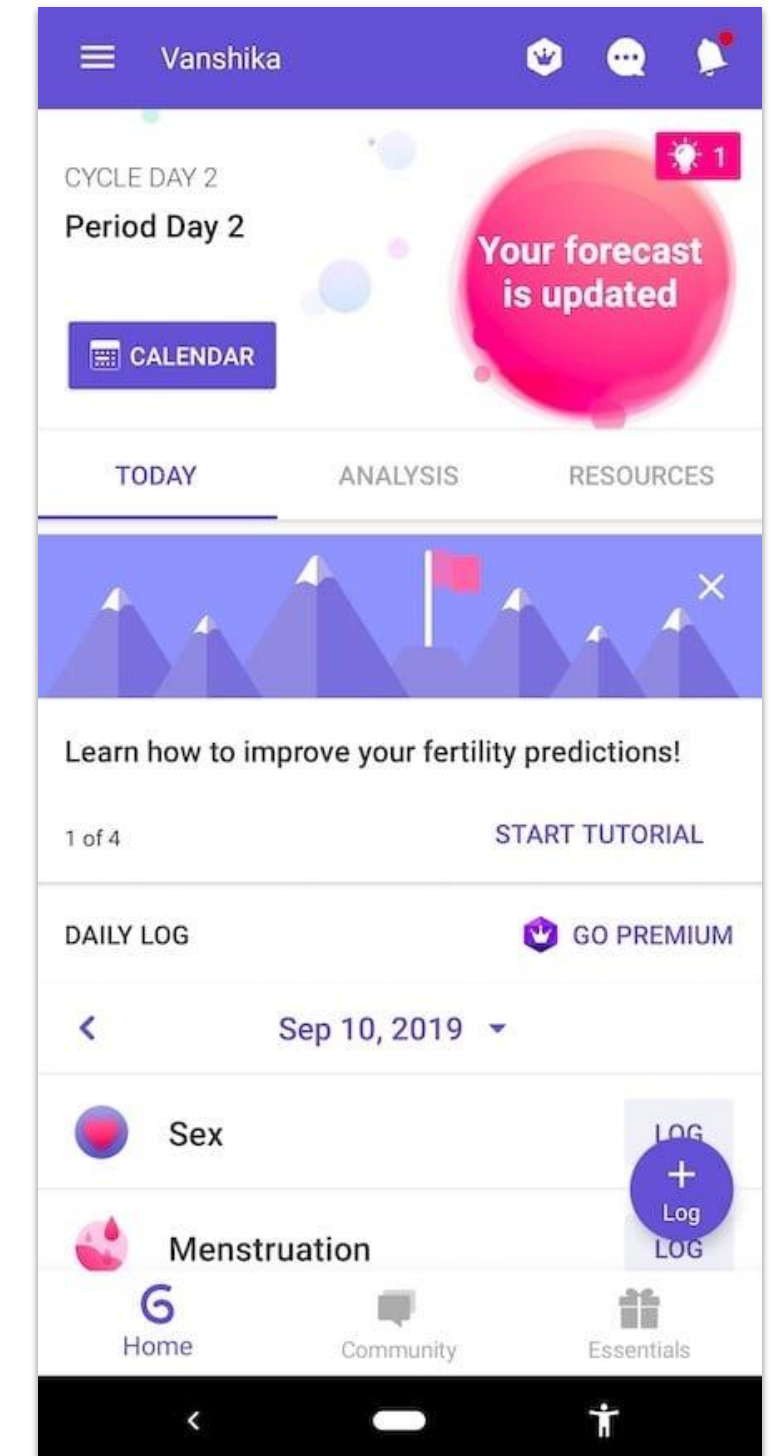 Vanshika
1
CYCLE DAY 2
Period Day 2
Your forecast
is updated
CALENDAR
TODAY ANALYSIS RESOURCES
Learn how to improve your fertility predictions!
1 of 4 START TUTORIAL
DAILY LOG GO PREMIUM
Sep 10, 2019
Sex LOG
+
Log
Menstruation LOG
Home Community Essentials